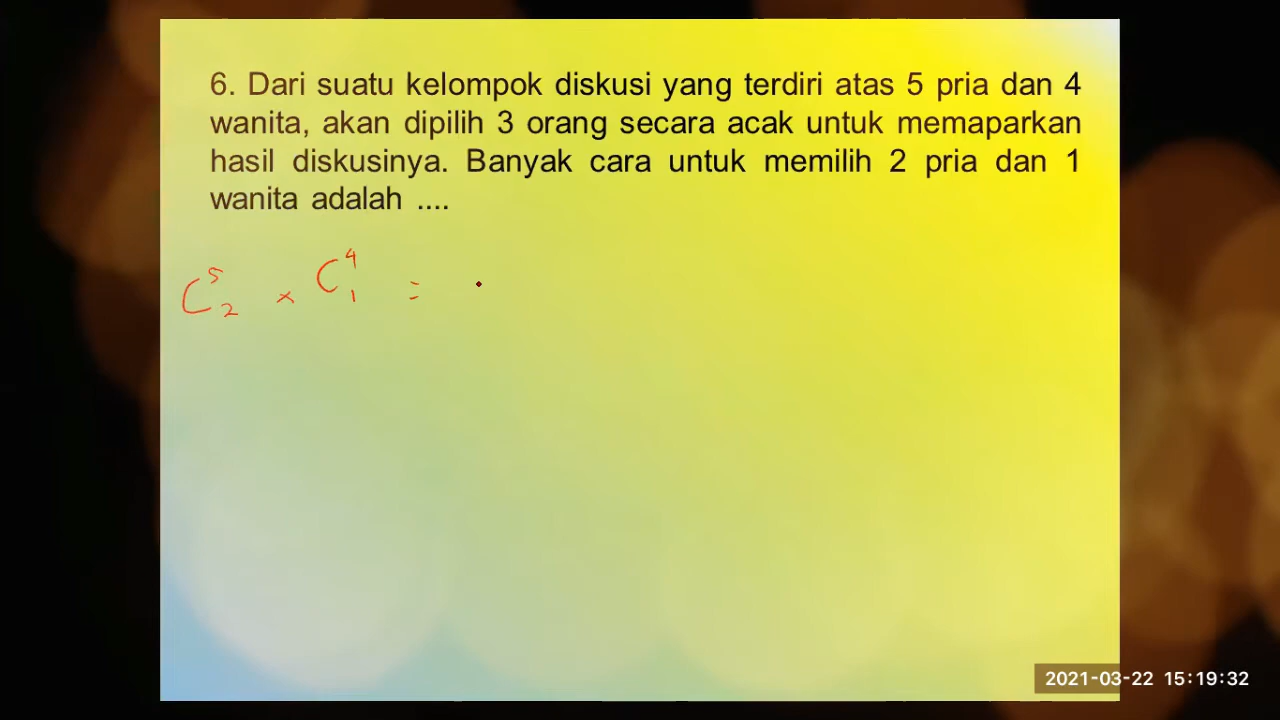 6. Dari suatu kelompok diskusi yang terdiri atas 5 pria dan 4
wanita, akan dipilih 3 orang secara acak untuk memaparkan
hasil diskusinya. Banyak cara untuk memilih 2 pria dan 1
wanita adalah ....
C⁵₂ × C⁴₁ =
2021-03-22 15:19:32